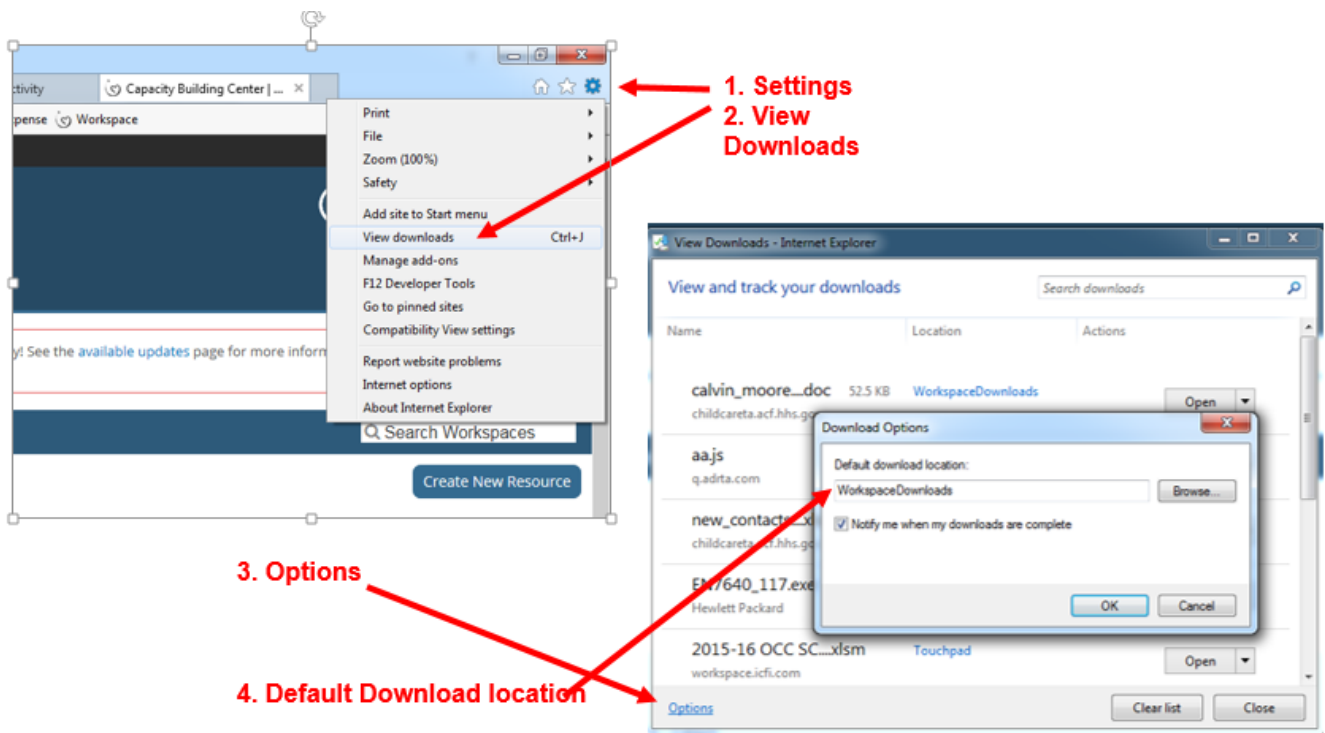 ctivity
Capacity Building Center | ...
pense
Workspace
Print
File
Zoom (100%)
Safety
Add site to Start menu
View downloads Ctrl+J
Manage add-ons
F12 Developer Tools
Go to pinned sites
Compatibility View settings
Report website problems
Internet options
About Internet Explorer
y! See the available updates page for more inforn
Search Workspaces
Create New Resource
1. Settings
2. View
Downloads
View Downloads - Internet Explorer
View and track your downloads
Search downloads
Name Location Actions
calvin_moore....doc 52.5 KB WorkspaceDownloads
childcareta.acf.hhs.go
Open
aa.js
q.adrta.com
new_contacts
childcareta.acf.hhs.go
EN7640_117.exe
Hewlett Packard
2015-16 OCC SC....xlsm Touchpad
workspace.icfi.com
Open
Options
Clear list
Close
Download Options
Default download location:
WorkspaceDownloads
Browse...
Notify me when my downloads are complete
OK
Cancel
3. Options
4. Default Download location